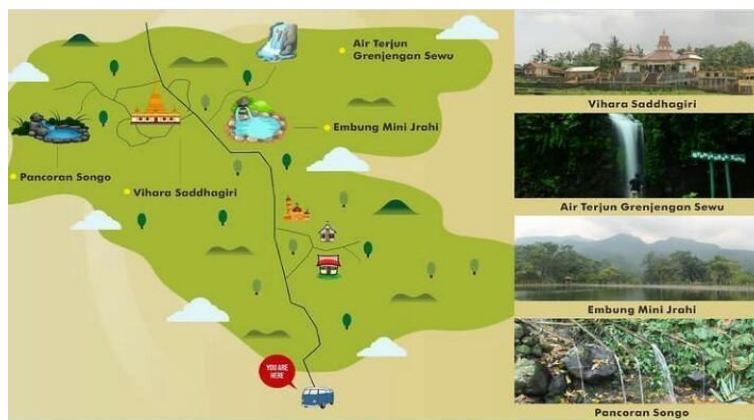 Air Terjun
Grenjengan Sewu
Embung Mini Jrahi
Pancoran Songo
Vihara Saddhagiri
YOU ARE
HERE
Vihara Saddhagiri
Air Terjun Grenjengan Sewu
Embung Mini Jrahi
Pancoran Songo